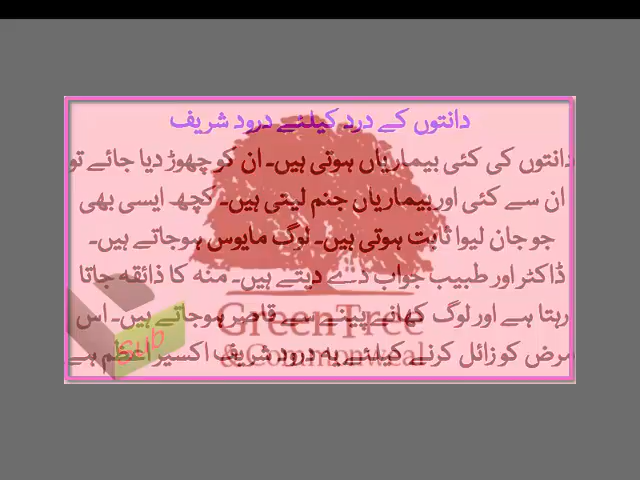 دانتوں کے درد کیلئے درود شریف
دانتوں کی کئی بیماریاں ہوتی ہیں۔ ان کو چھوڑ دیا جائے تو
ان سے کئی اور بیماریاں جنم لیتی ہیں۔ کچھ ایسی بھی
جو جان لیوا ثابت ہوتی ہیں۔ لوگ مایوس ہوجاتے ہیں۔
ڈاکٹر اور طبیب جواب دے دیتے ہیں۔ منہ کا ذائقہ جاتا
رہتا ہے اور لوگ کھانے پینے سے قاصر ہوجاتے ہیں۔ اس
مرض کو زائل کرنے کیلئے یہ درود شریف اکسیر اعظم ہے
GreenTree
& Commonweal
Sub